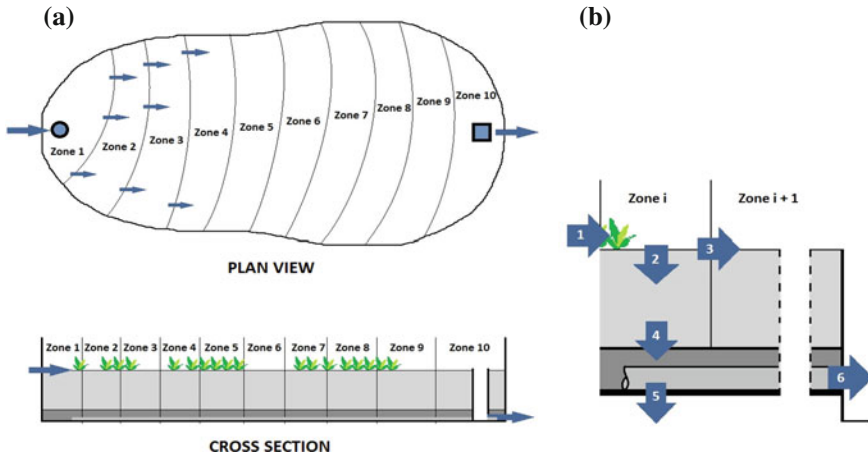 (a)
Zone 1
Zone 2
Zone 3
Zone 4
Zone 5
Zone 6
Zone 7
Zone 8
Zone 9
Zone 10
PLAN VIEW
Zone 1 Zone 2 Zone 3 Zone 4 Zone 5 Zone 6 Zone 7 Zone 8 Zone 9 Zone 10
CROSS SECTION
(b)
Zone i Zone i + 1
1
2
3
4
5
6